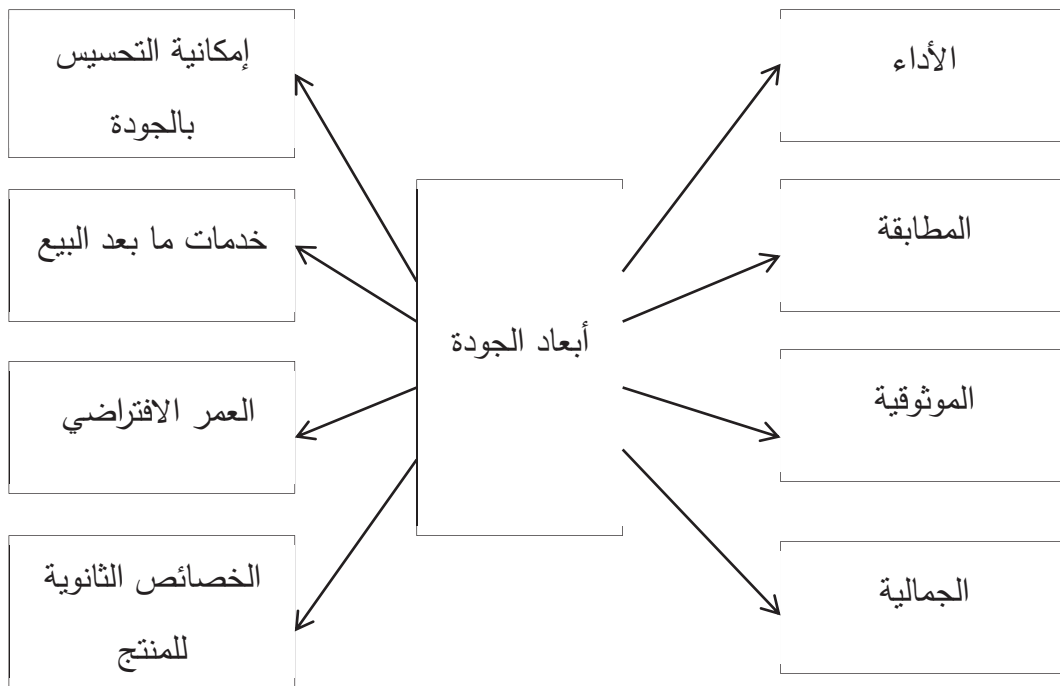 الأداء
المطابقة
الموثوقية
الجمالية
أبعاد الجودة
إمكانية التحسيس
بالجودة
خدمات ما بعد البيع
العمر الافتراضي
الخصائص الثانوية
للمنتج